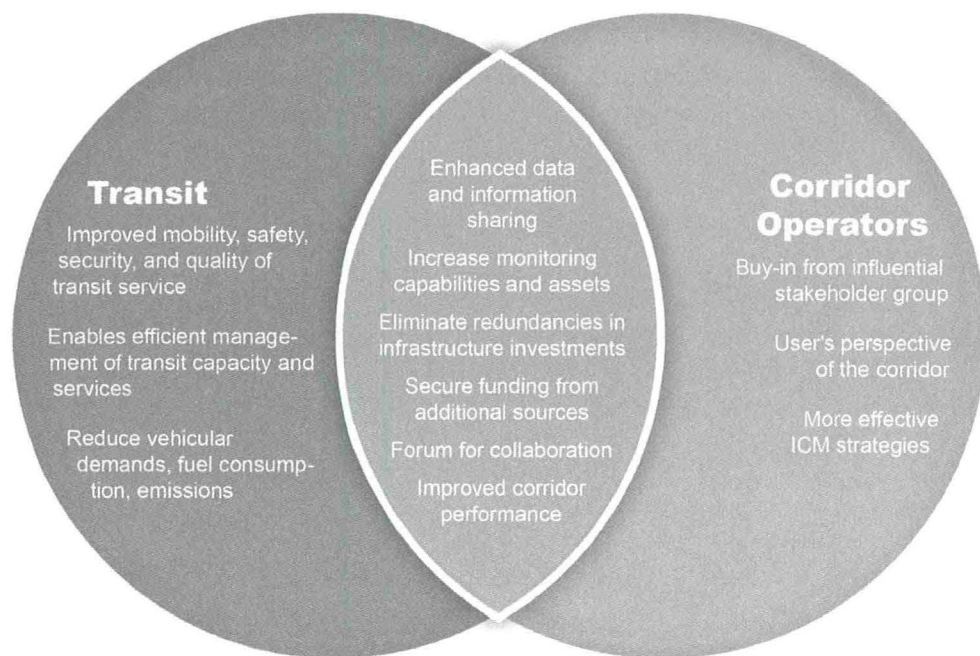 Transit
Improved mobility, safety,
security, and quality of
transit service
Enables efficient manage-
ment of transit capacity and
services
Reduce vehicular
demands, fuel consump-
tion, emissions
Enhanced data
and information
sharing
Increase monitoring
capabilities and assets
Eliminate redundancies in
infrastructure investments
Secure funding from
additional sources
Forum for collaboration
Improved corridor
performance
Corridor
Operators
Buy-in from influential
stakeholder group
User's perspective
of the corridor
More effective
ICM strategies